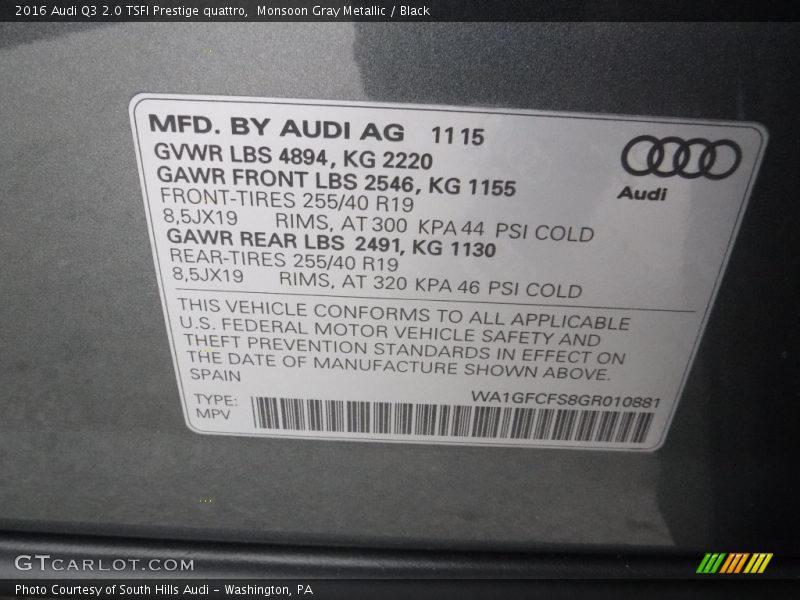 2016 Audi Q3 2.0 TSFI Prestige quattro,  Monsoon Gray Metallic / Black
MFD. BY AUDI AG 11 15
GVWR LBS 4894, KG 2220
GAWR FRONT LBS 2546, KG 1155
FRONT-TIRES 255/40 R19
8,5JX19 RIMS, AT 300 KPA 44 PSI COLD
GAWR REAR LBS 2491, KG 1130
REAR-TIRES 255/40 R19
8,5JX19 RIMS, AT 320 KPA 46 PSI COLD
Audi
THIS VEHICLE CONFORMS TO ALL APPLICABLE
U.S. FEDERAL MOTOR VEHICLE SAFETY AND
THEFT PREVENTION STANDARDS IN EFFECT ON
THE DATE OF MANUFACTURE SHOWN ABOVE.
SPAIN
WA1GFCFS8GR010881
TYPE:
MPV
GTCARLOT.COM
Photo Courtesy of South Hills Audi - Washington, PA